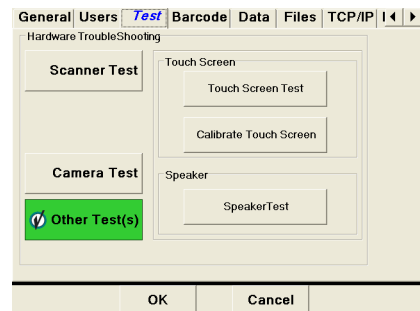 General Users Test Barcode Data Files TCP/IP
Hardware TroubleShooting
Scanner Test
Touch Screen
Touch Screen Test
Calibrate Touch Screen
Camera Test
Speaker
SpeakerTest
Other Test(s)
OK Cancel